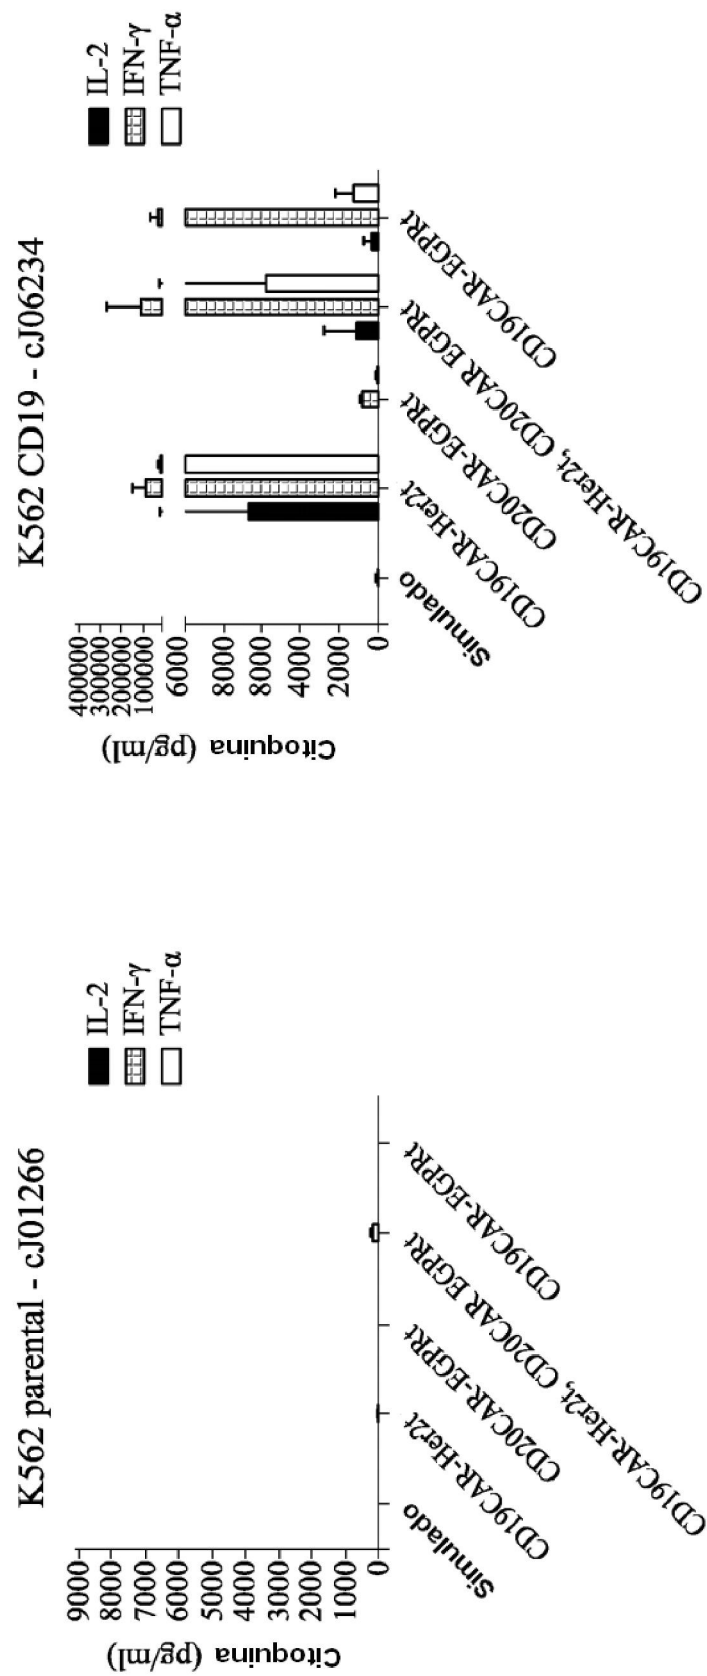 K562 parental - cJ01266
IL-2
IFN-γ
TNF-α
Citoquina (pg/ml)
9000
8000
7000
6000
5000
4000
3000
2000
1000
0
Simulado
CD19CAR-Her2t
CD20CAR-EGPRt
CD19CAR-Her2t, CD20CAR EGPRt
CD19CAR-EGPRt
K562 CD19 - cJ06234
IL-2
IFN-γ
TNF-α
Citoquina (pg/ml)
400000
300000
200000
100000
6000
8000
6000
4000
2000
0
Simulado
CD19CAR-Her2t
CD20CAR-EGPRt
CD19CAR-Her2t, CD20CAR EGPRt
CD19CAR-EGPRt